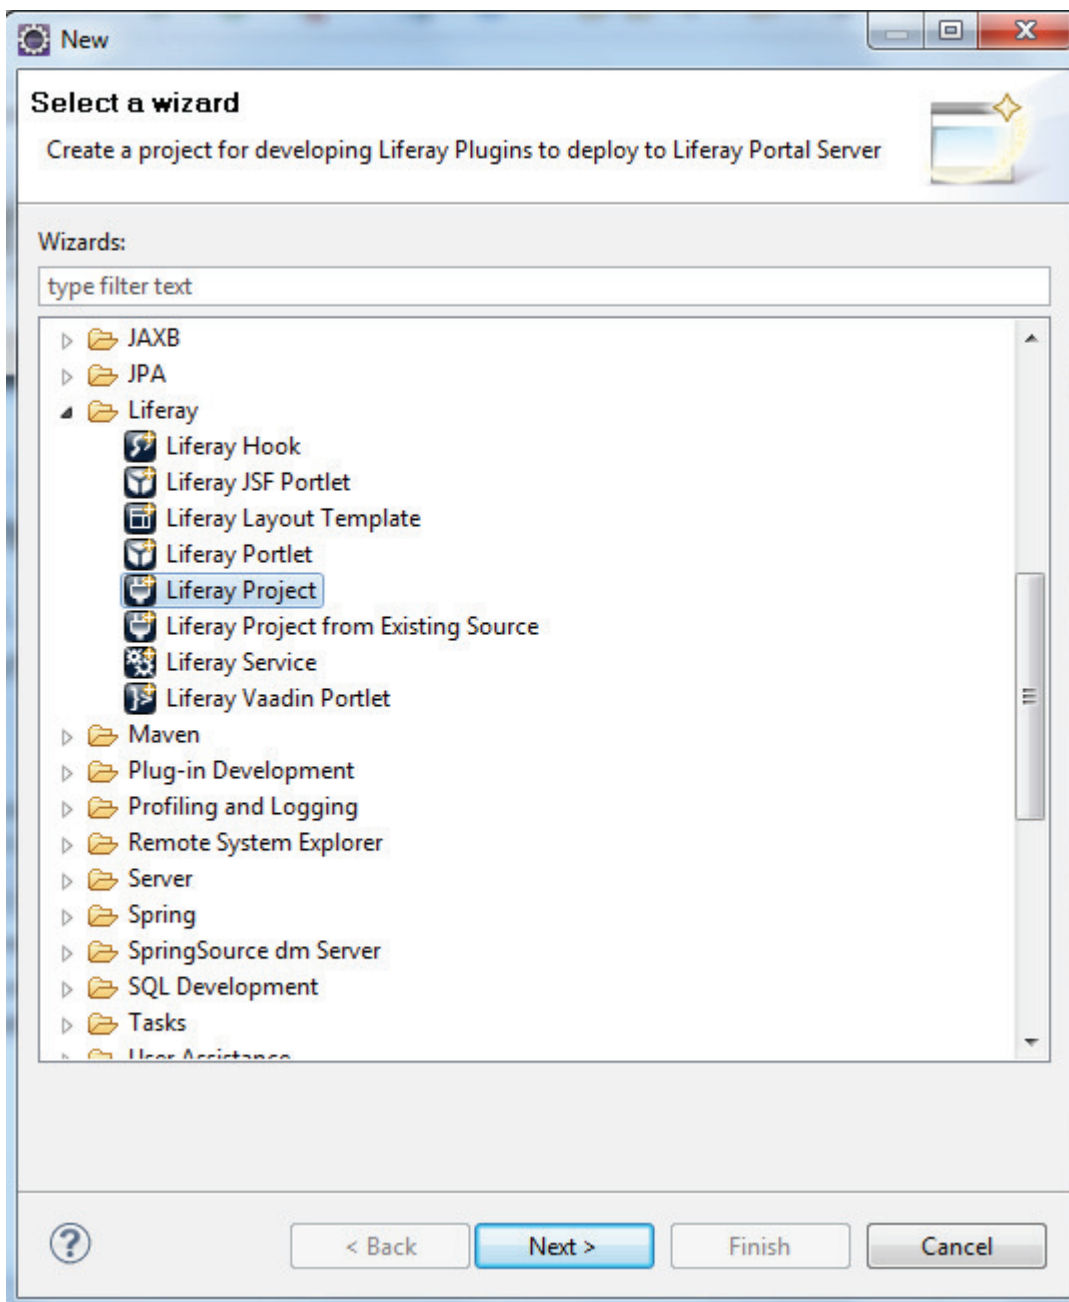 New
Select a wizard
Create a project for developing Liferay Plugins to deploy to Liferay Portal Server
Wizards:
type filter text
JAXB
JPA
Liferay
Liferay Hook
Liferay JSF Portlet
Liferay Layout Template
Liferay Portlet
Liferay Project
Liferay Project from Existing Source
Liferay Service
Liferay Vaadin Portlet
Maven
Plug-in Development
Profiling and Logging
Remote System Explorer
Server
Spring
SpringSource dm Server
SQL Development
Tasks
User Assistance
< Back Next > Finish Cancel